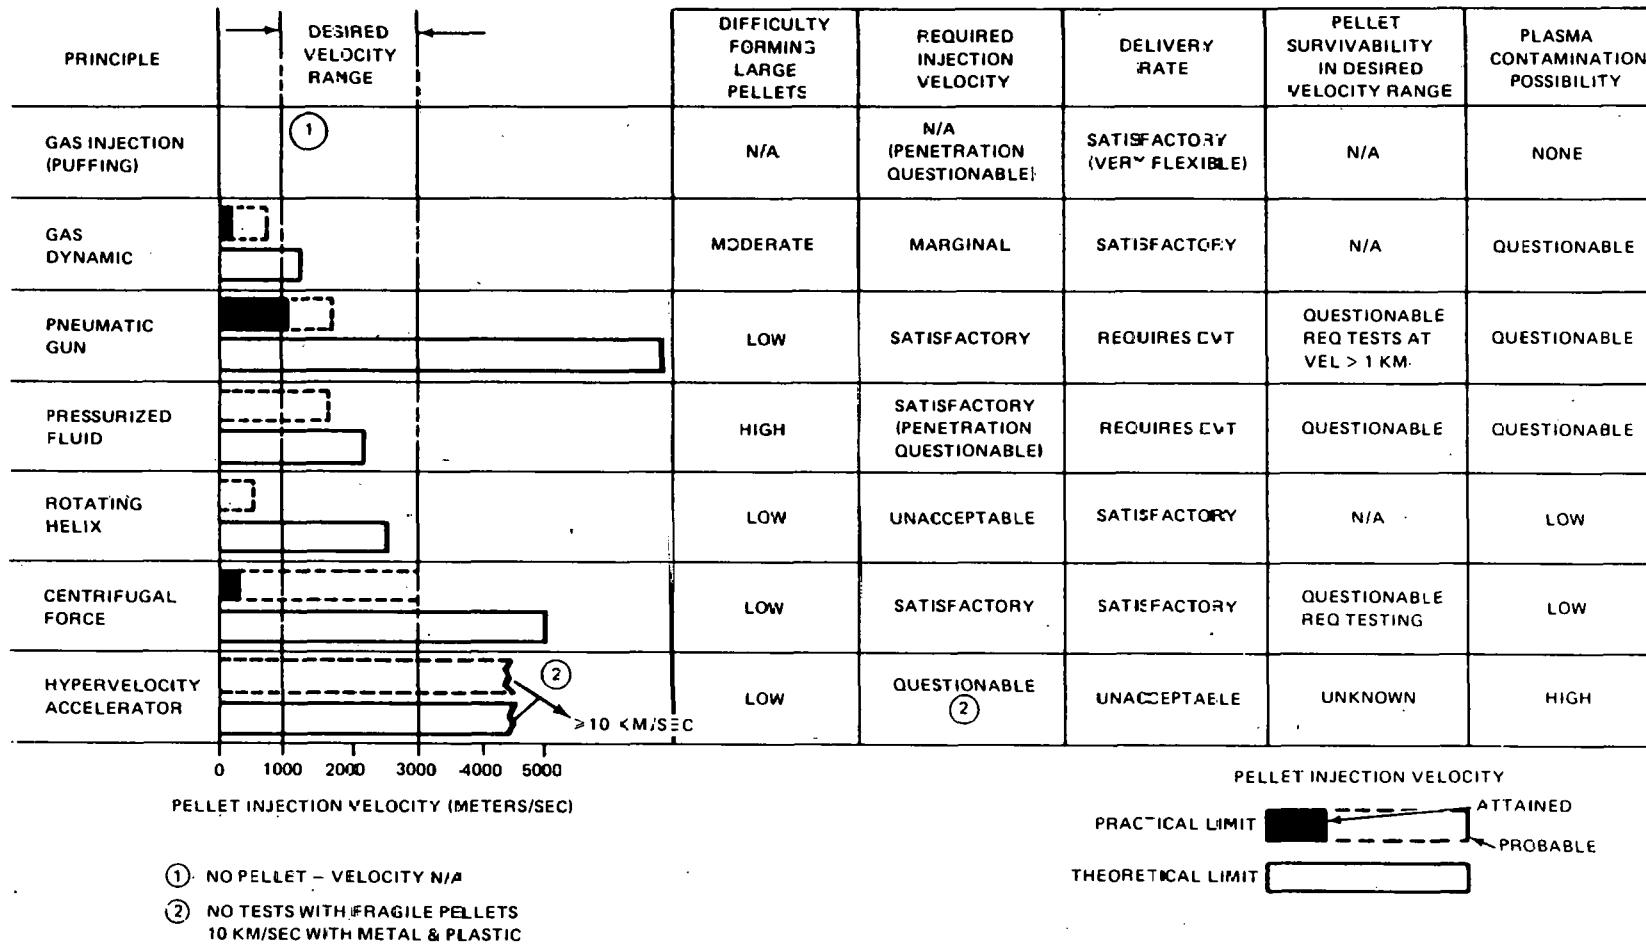 PRINCIPLE
DESIRED
VELOCITY
RANGE
DIFFICULTY
FORMING
LARGE
PELLETS
REQUIRED
INJECTION
VELOCITY
DELIVERY
RATE
PELLET
SURVIVABILITY
IN DESIRED
VELOCITY RANGE
PLASMA
CONTAMINATION
POSSIBILITY
GAS INJECTION
(PUFFING)
1
N/A
N/A
(PENETRATION
QUESTIONABLE)
SATISFACTORY
(VERY FLEXIBLE)
N/A
NONE
GAS
DYNAMIC
MODERATE
MARGINAL
SATISFACTORY
N/A
QUESTIONABLE
PNEUMATIC
GUN
LOW
SATISFACTORY
REQUIRES DVT
QUESTIONABLE
REQ TESTS AT
VEL > 1 KM
QUESTIONABLE
PRESSURIZED
FLUID
HIGH
SATISFACTORY
(PENETRATION
QUESTIONABLE)
REQUIRES DVT
QUESTIONABLE
QUESTIONABLE
ROTATING
HELIX
LOW
UNACCEPTABLE
SATISFACTORY
N/A
LOW
CENTRIFUGAL
FORCE
LOW
SATISFACTORY
SATISFACTORY
QUESTIONABLE
REQ TESTING
LOW
HYPERVELOCITY
ACCELERATOR
2
≥10 KM/SEC
LOW
QUESTIONABLE
2
UNACCEPTABLE
UNKNOWN
HIGH
0 1000 2000 3000 4000 5000
PELLET INJECTION VELOCITY (METERS/SEC)
PELLET INJECTION VELOCITY
PRACTICAL LIMIT
ATTAINED
PROBABLE
THEORETICAL LIMIT
1 NO PELLET – VELOCITY N/A
2 NO TESTS WITH FRAGILE PELLETS
10 KM/SEC WITH METAL & PLASTIC